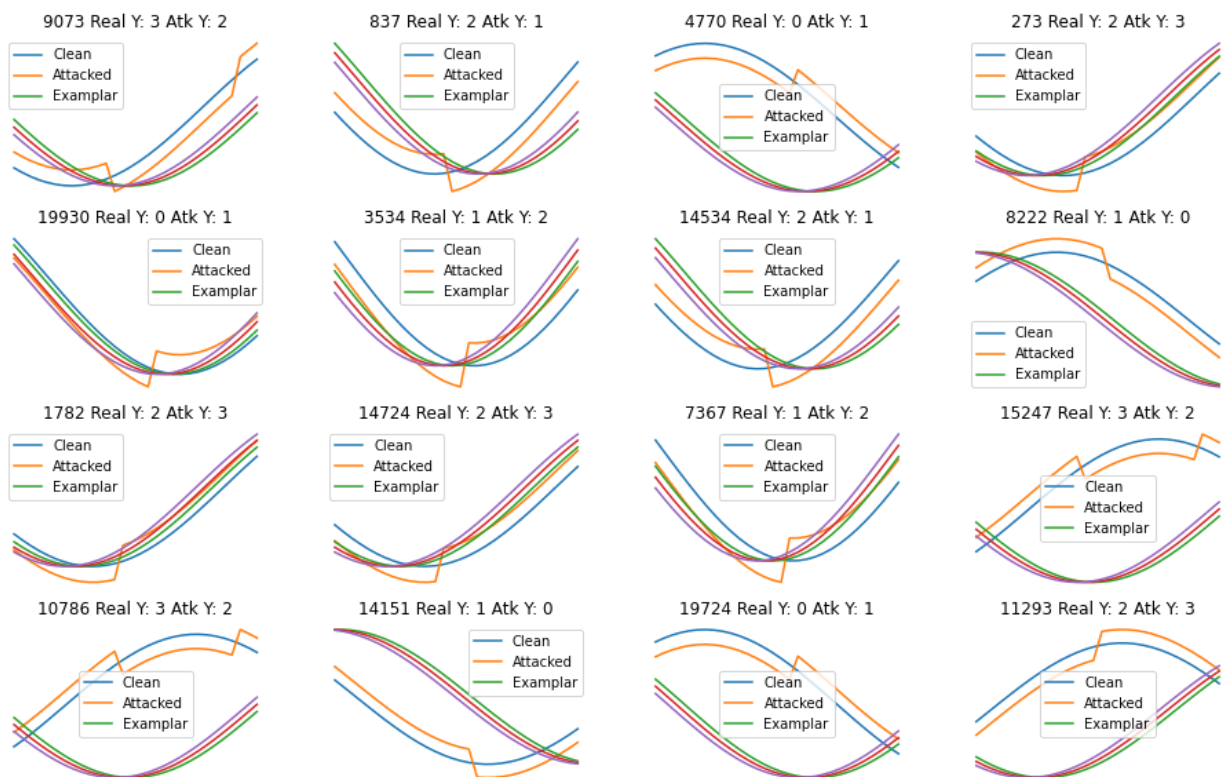 9073 Real Y: 3 Atk Y: 2
Clean
Attacked
Examplar
837 Real Y: 2 Atk Y: 1
Clean
Attacked
Examplar
4770 Real Y: 0 Atk Y: 1
Clean
Attacked
Examplar
273 Real Y: 2 Atk Y: 3
Clean
Attacked
Examplar
19930 Real Y: 0 Atk Y: 1
Clean
Attacked
Examplar
3534 Real Y: 1 Atk Y: 2
Clean
Attacked
Examplar
14534 Real Y: 2 Atk Y: 1
Clean
Attacked
Examplar
8222 Real Y: 1 Atk Y: 0
Clean
Attacked
Examplar
1782 Real Y: 2 Atk Y: 3
Clean
Attacked
Examplar
14724 Real Y: 2 Atk Y: 3
Clean
Attacked
Examplar
7367 Real Y: 1 Atk Y: 2
Clean
Attacked
Examplar
15247 Real Y: 3 Atk Y: 2
Clean
Attacked
Examplar
10786 Real Y: 3 Atk Y: 2
Clean
Attacked
Examplar
14151 Real Y: 1 Atk Y: 0
Clean
Attacked
Examplar
19724 Real Y: 0 Atk Y: 1
Clean
Attacked
Examplar
11293 Real Y: 2 Atk Y: 3
Clean
Attacked
Examplar